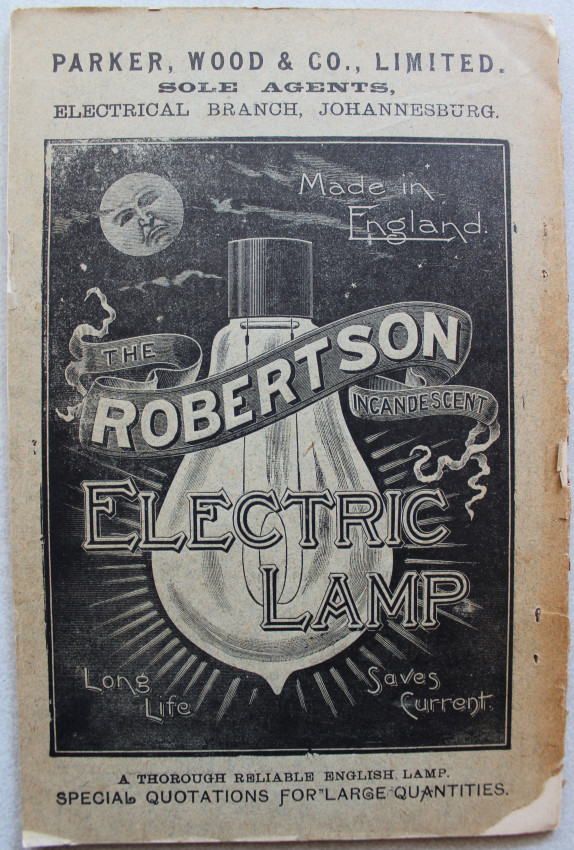 PARKER, WOOD & CO., LIMITED.
SOLE AGENTS,
ELECTRICAL BRANCH, JOHANNESBURG.
Made in
England.
THE
ROBERTSON
INCANDESCENT
ELECTRIC
LAMP
Long
Life
Saves
Current.
A THOROUGH RELIABLE ENGLISH LAMP.
SPECIAL QUOTATIONS FOR LARGE QUANTITIES.